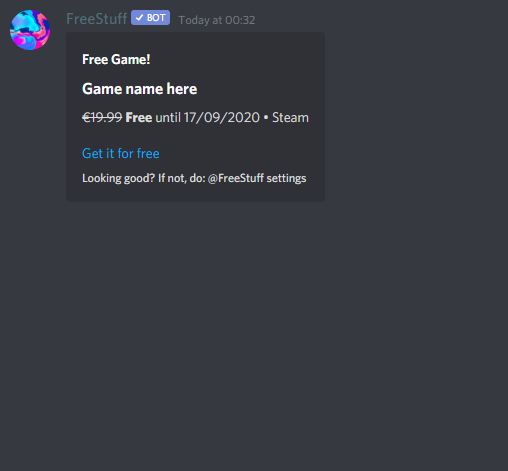 FreeStuff BOT Today at 00:32
Free Game!
Game name here
€19.99 Free until 17/09/2020 • Steam
Get it for free
Looking good? If not, do: @FreeStuff settings